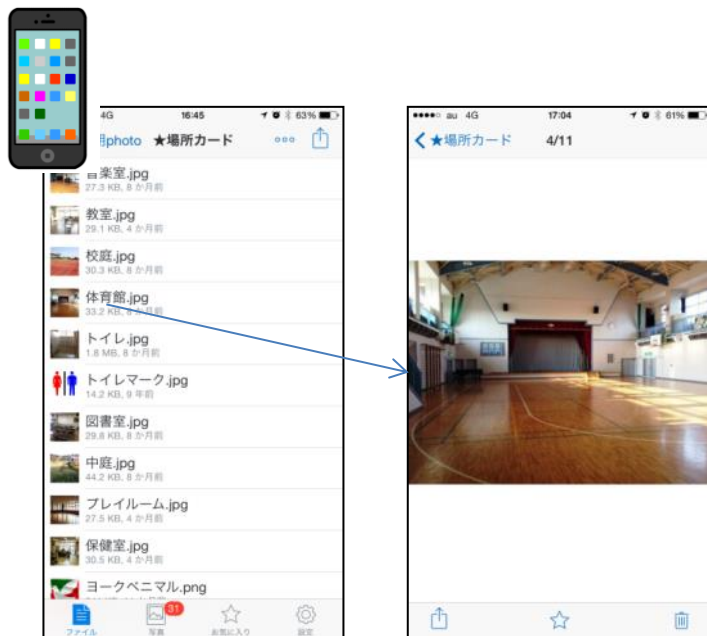 4G 16:45 63%
photo ★場所カード
音楽室.jpg
27.3 KB, 8 か月前
教室.jpg
29.1 KB, 4 か月前
校庭.jpg
30.3 KB, 8 か月前
体育館.jpg
33.2 KB, 8 か月前
トイレ.jpg
1.8 MB, 8 か月前
トイレマーク.jpg
14.2 KB, 9 年前
図書室.jpg
29.8 KB, 8 か月前
中庭.jpg
44.2 KB, 8 か月前
プレイルーム.jpg
27.5 KB, 4 か月前
保健室.jpg
30.5 KB, 4 か月前
ヨークベニマル.png
31
ファイル 写真 お気に入り 設定
au 4G 17:04 61%
★場所カード 4/11